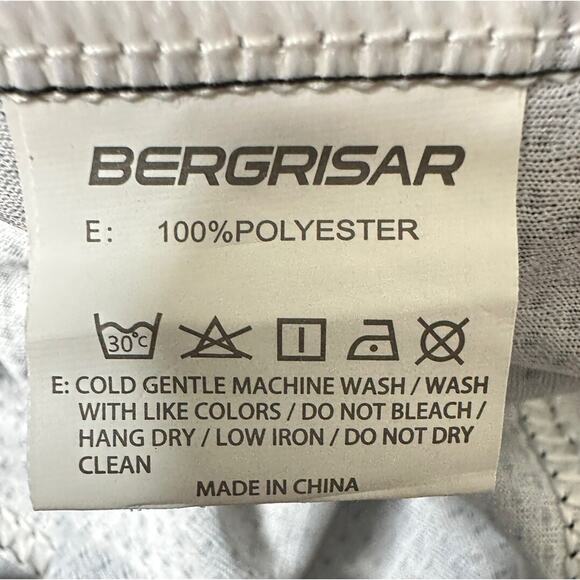 BERGRISAR
E: 100%POLYESTER
30°C
E: COLD GENTLE MACHINE WASH / WASH
WITH LIKE COLORS / DO NOT BLEACH /
HANG DRY / LOW IRON / DO NOT DRY
CLEAN
MADE IN CHINA